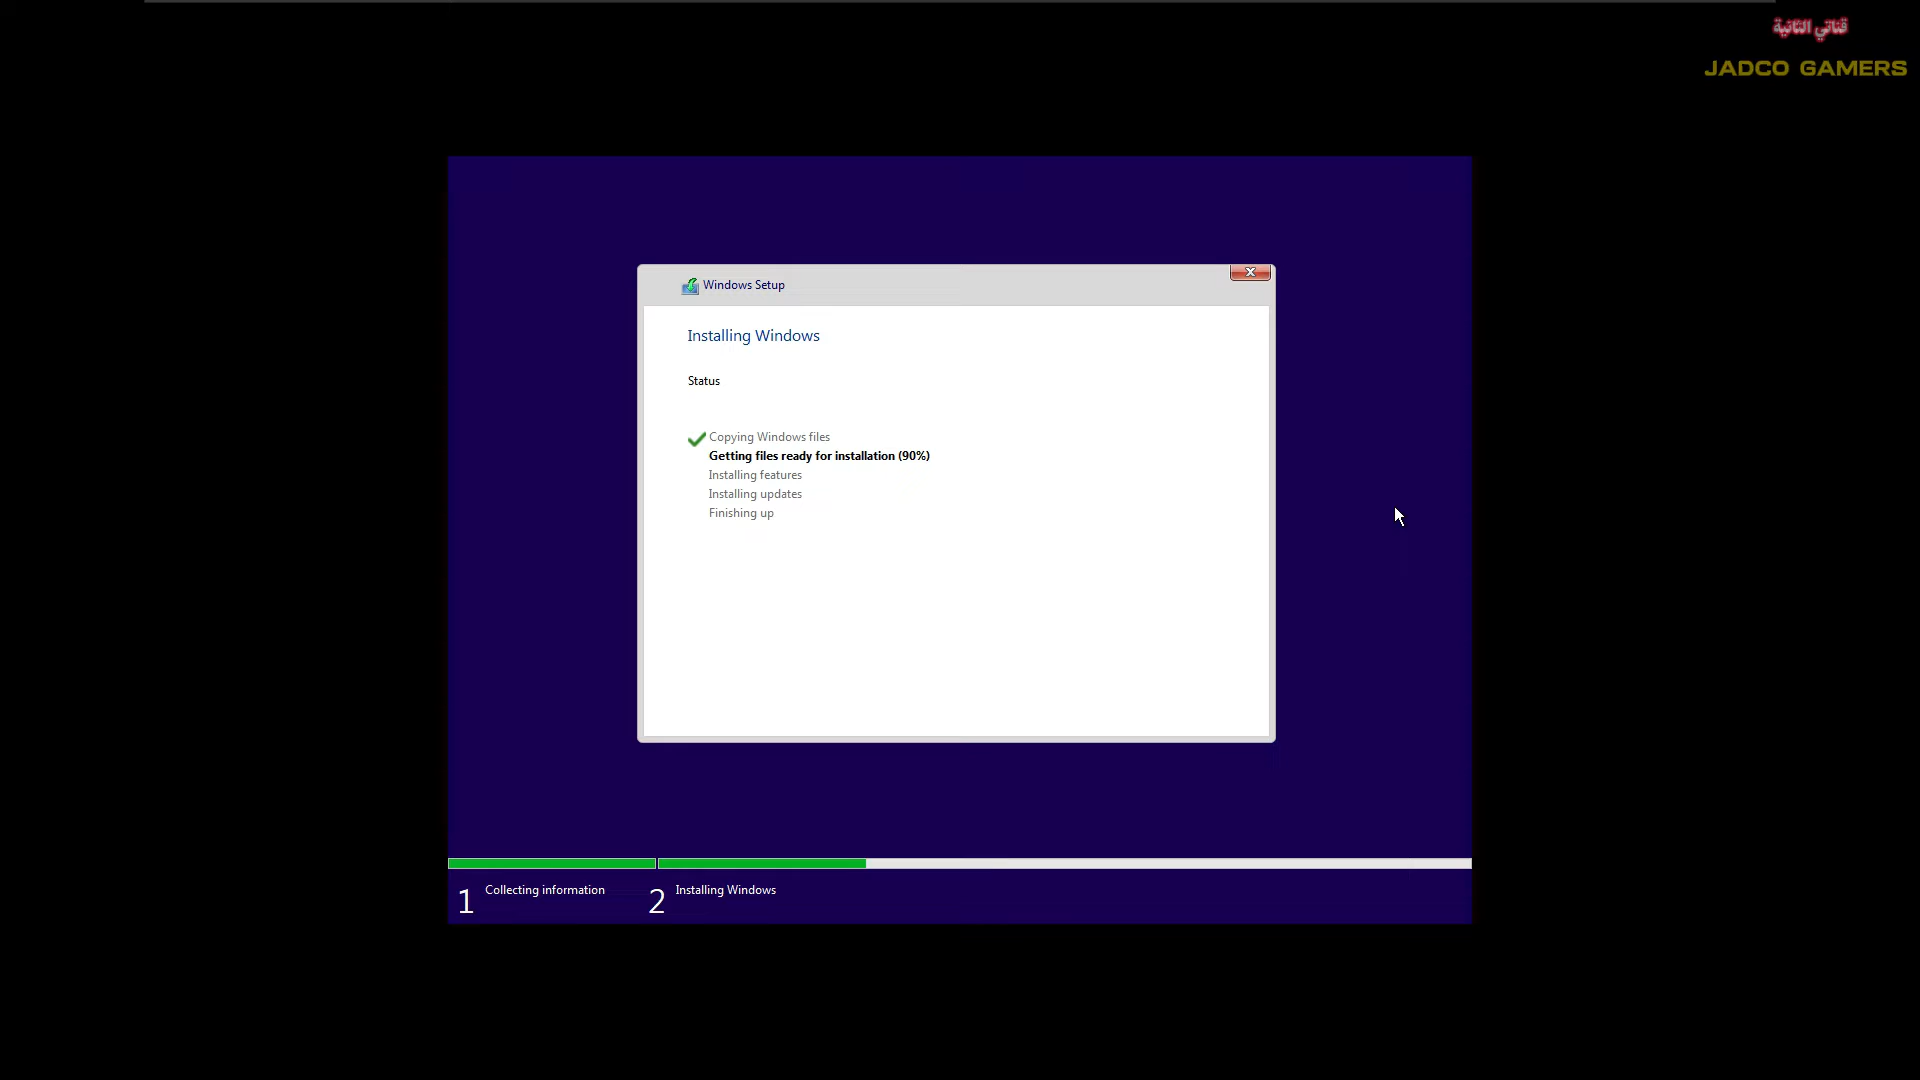 قناتي الثانية
JADCO GAMERS
Windows Setup
Installing Windows
Status
Copying Windows files
Getting files ready for installation (90%)
Installing features
Installing updates
Finishing up
1 Collecting information
2 Installing Windows